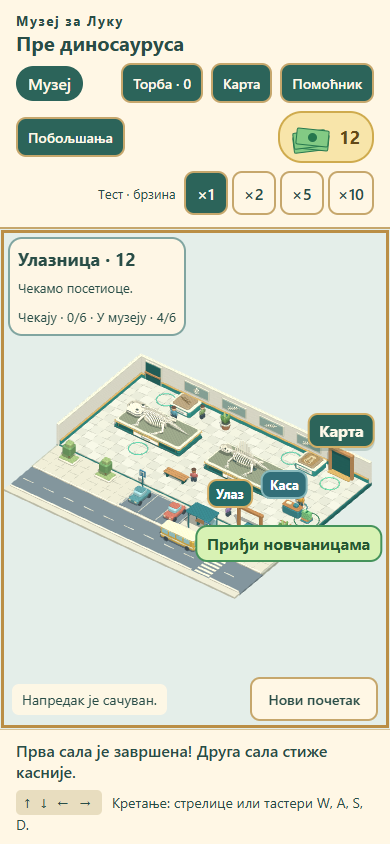 Музеј за Луку
Пре диносауруса
Музеј
Торба · 0
Карта
Помоћник
Побољшања
12
Тест · брзина
×1
×2
×5
×10
Улазница · 12
Чекамо посетиоце.
Чекају · 0/6 · У музеју · 4/6
Карта
Каса
Улаз
Приђи новчаницама
Напредак је сачуван.
Нови почетак
Прва сала је завршена! Друга сала стиже
касније.
↑ ↓ ← → Кретање: стрелице или тастери W, A, S,
D.